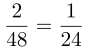 2/48 = 1/24